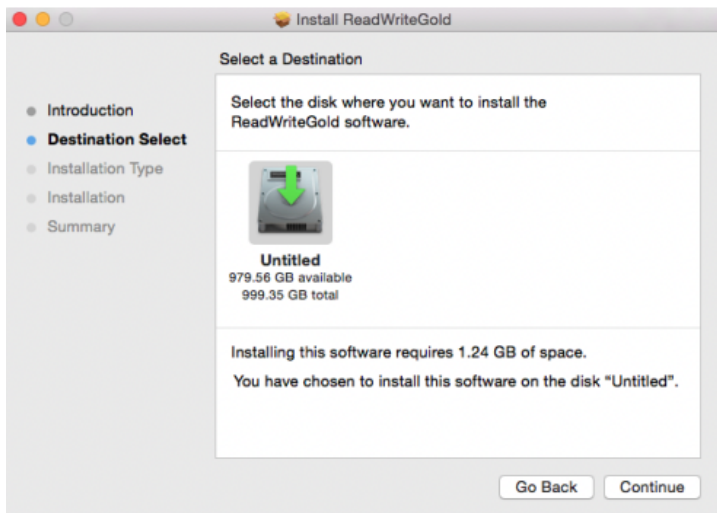 Install ReadWriteGold
Select a Destination
Introduction
Destination Select
Installation Type
Installation
Summary
Select the disk where you want to install the
ReadWriteGold software.
Untitled
979.56 GB available
999.35 GB total
Installing this software requires 1.24 GB of space.
You have chosen to install this software on the disk “Untitled”.
Go Back
Continue